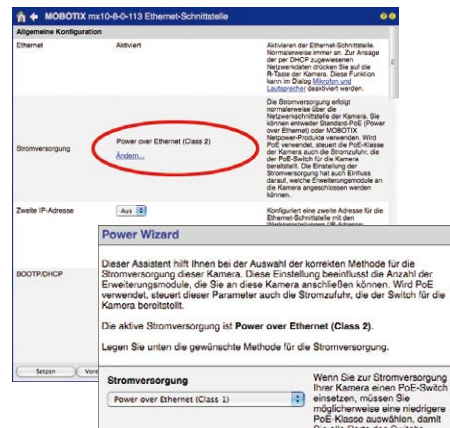 MOBOTIX mx10-8-0-113 Ethernet-Schnittstelle
Allgemeine Konfiguration
Ethernet
Aktiviert
Aktivieren der Ethernet-Schnittstelle.
Normalerweise immer an. Zur Ansage
der per DHCP zugewiesenen
Netzwerkdaten drücken Sie auf die
R-Taste der Kamera. Diese Funktion
kann im Dialog Mikrofon und
Lautsprecher deaktiviert werden.
Stromversorgung
Power over Ethernet (Class 2)
Ändern...
Die Stromversorgung erfolgt
normalerweise über die
Netzwerkschnittstelle der Kamera. Sie
können entweder Standard-PoE (Power
over Ethernet) oder MOBOTIX
Netpower-Produkte verwenden. Wird
PoE verwendet, steuert die PoE-Klasse
der Kamera auch die Stromzufuhr, die
der PoE-Switch für die Kamera
bereitstellt. Die Einstellung der
Stromversorgung hat auch Einfluss
darauf, welche Erweiterungsmodule an
die Kamera angeschlossen werden
können.
Zweite IP-Adresse
Aus
Konfiguriert eine zweite Adresse für die
Ethernet-Schnittstelle mit den
BOOTP/DHCP
Setzen
Power Wizard
Dieser Assistent hilft Ihnen bei der Auswahl der korrekten Methode für die
Stromversorgung dieser Kamera. Diese Einstellung beeinflusst die Anzahl der
Erweiterungsmodule, die Sie an diese Kamera anschließen können. Wird PoE
verwendet, steuert dieser Parameter auch die Stromzufuhr, die der Switch für die
Kamera bereitstellt.
Die aktive Stromversorgung ist Power over Ethernet (Class 2).
Legen Sie unten die gewünschte Methode für die Stromversorgung.
Stromversorgung
Power over Ethernet (Class 1)
Wenn Sie zur Stromversorgung
Ihrer Kamera einen PoE-Switch
einsetzen, müssen Sie
möglicherweise eine niedrigere
PoE-Klasse auswählen, damit